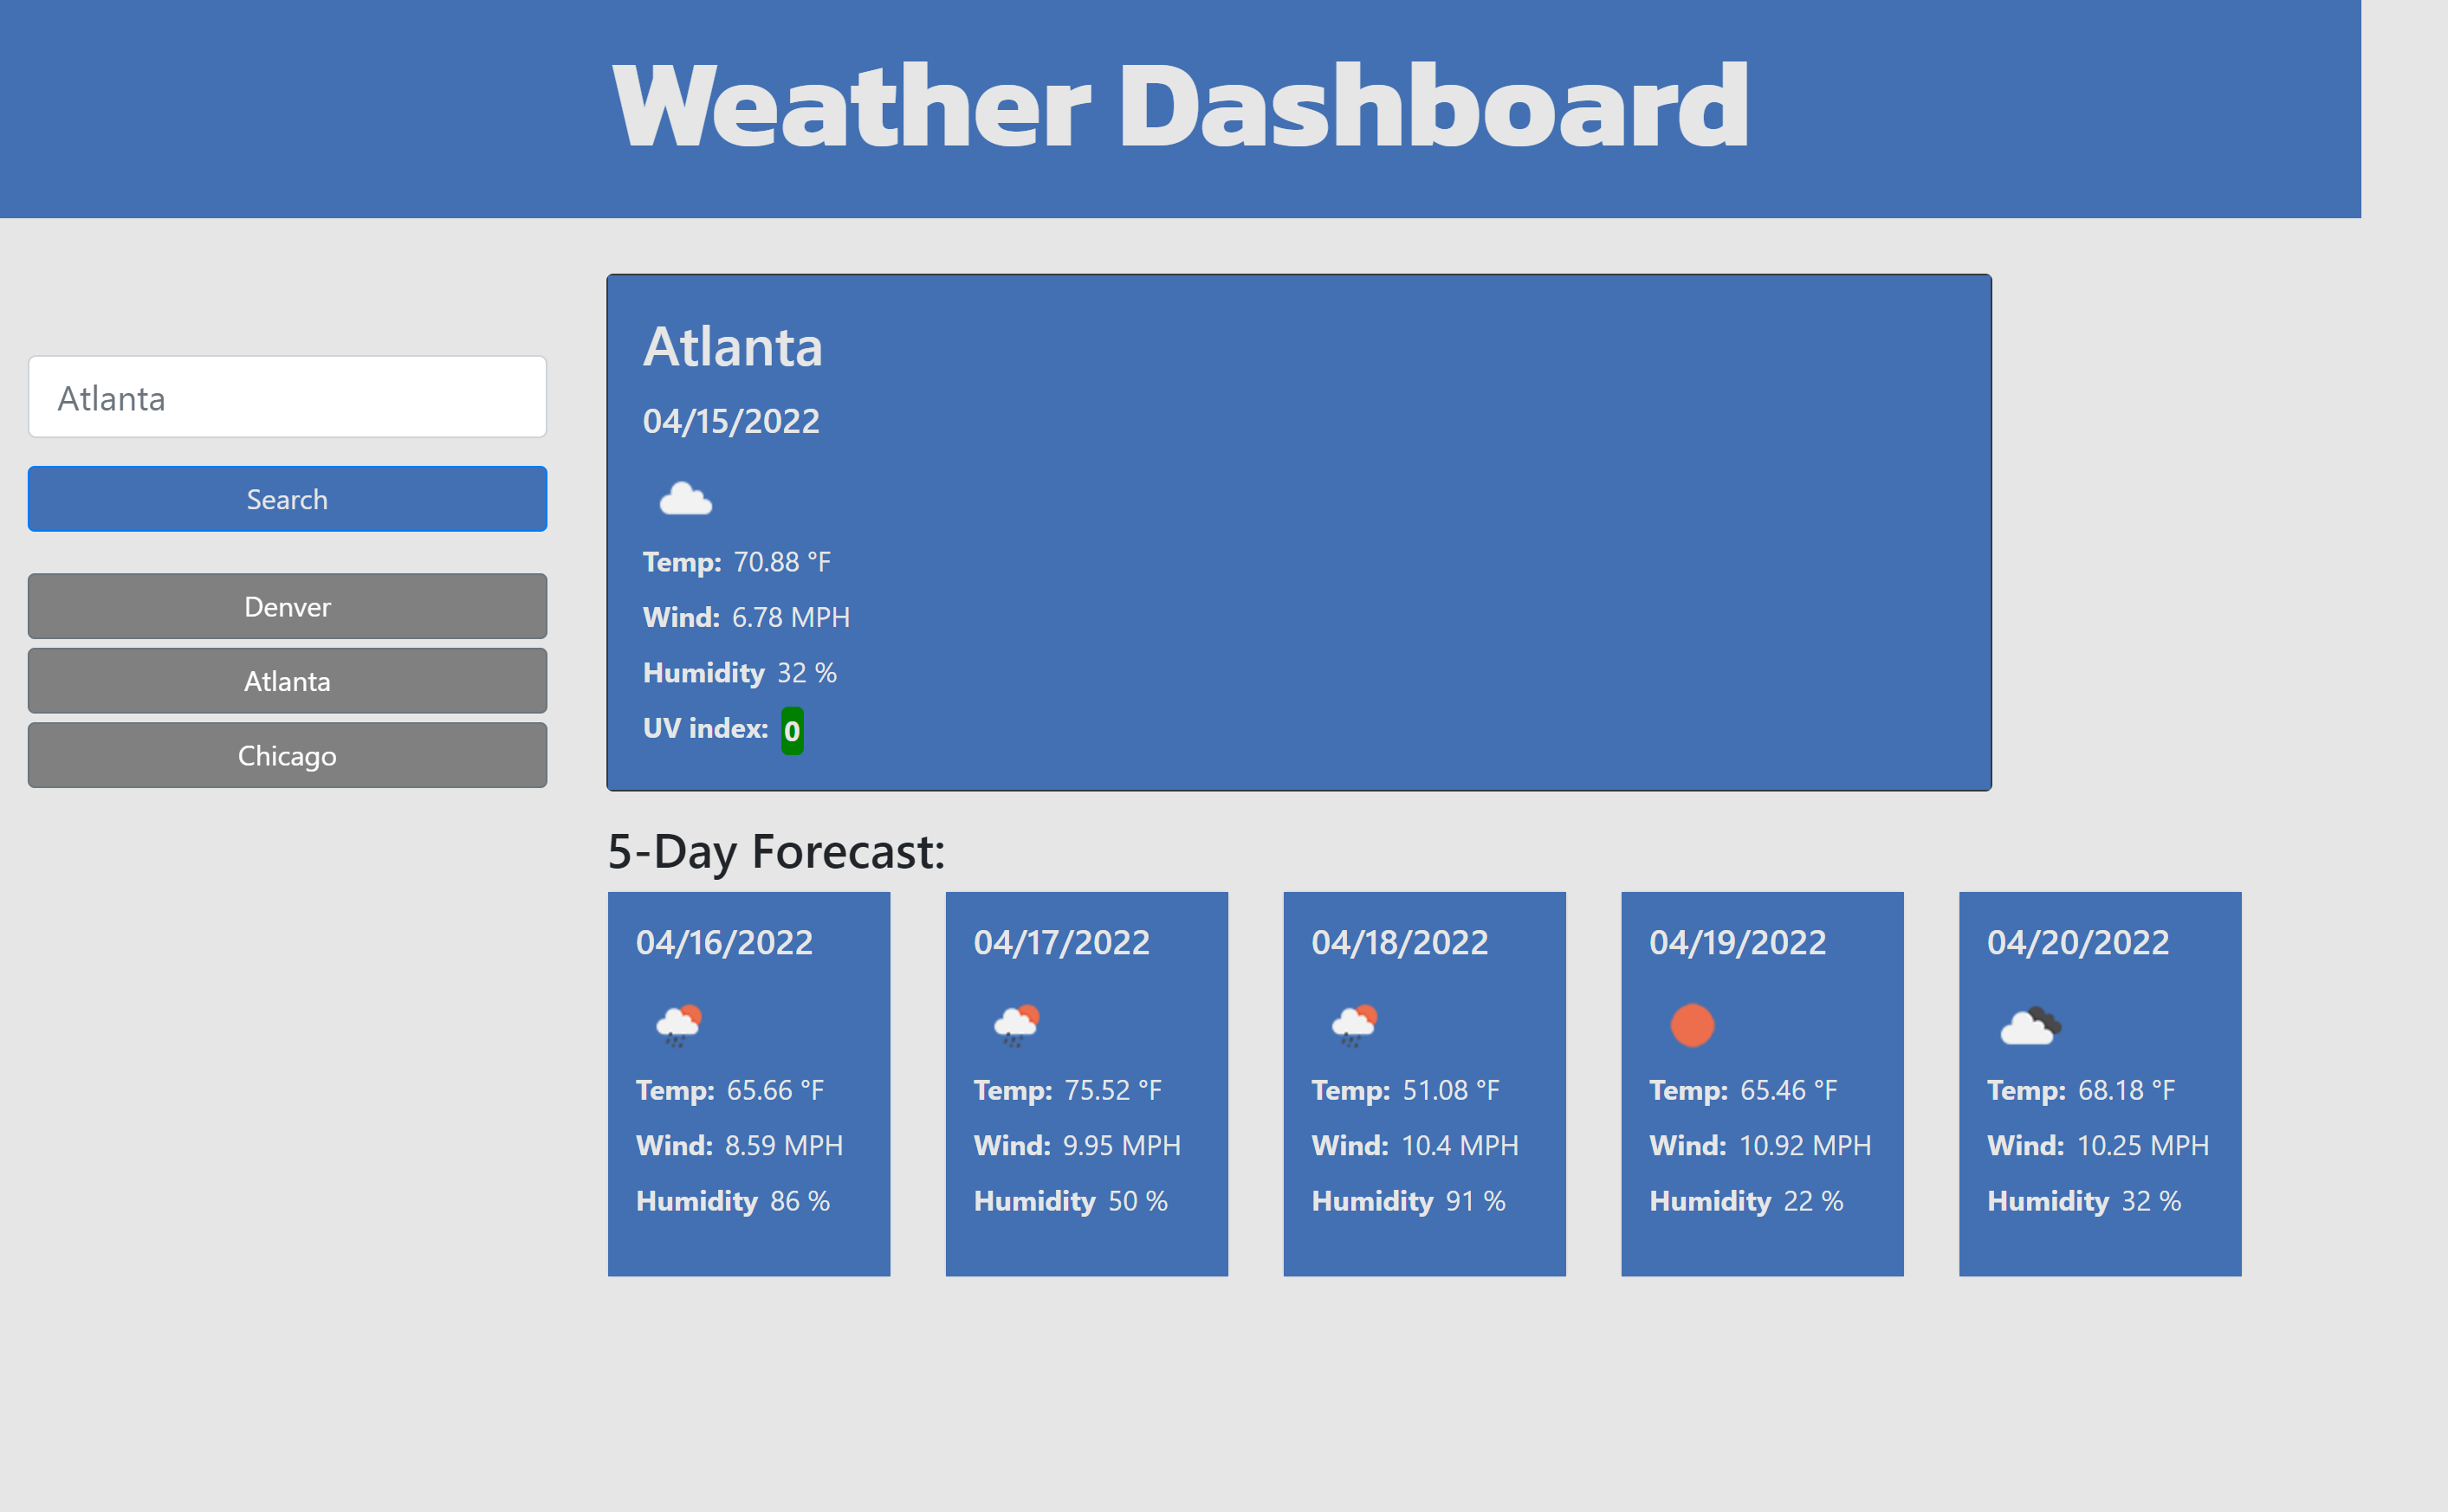 Weather Dashboard
Atlanta
Search
Denver
Atlanta
Chicago
Atlanta
04/15/2022
Temp: 70.88 °F
Wind: 6.78 MPH
Humidity 32 %
UV index: 0
5-Day Forecast:
04/16/2022
Temp: 65.66 °F
Wind: 8.59 MPH
Humidity 86 %
04/17/2022
Temp: 75.52 °F
Wind: 9.95 MPH
Humidity 50 %
04/18/2022
Temp: 51.08 °F
Wind: 10.4 MPH
Humidity 91 %
04/19/2022
Temp: 65.46 °F
Wind: 10.92 MPH
Humidity 22 %
04/20/2022
Temp: 68.18 °F
Wind: 10.25 MPH
Humidity 32 %